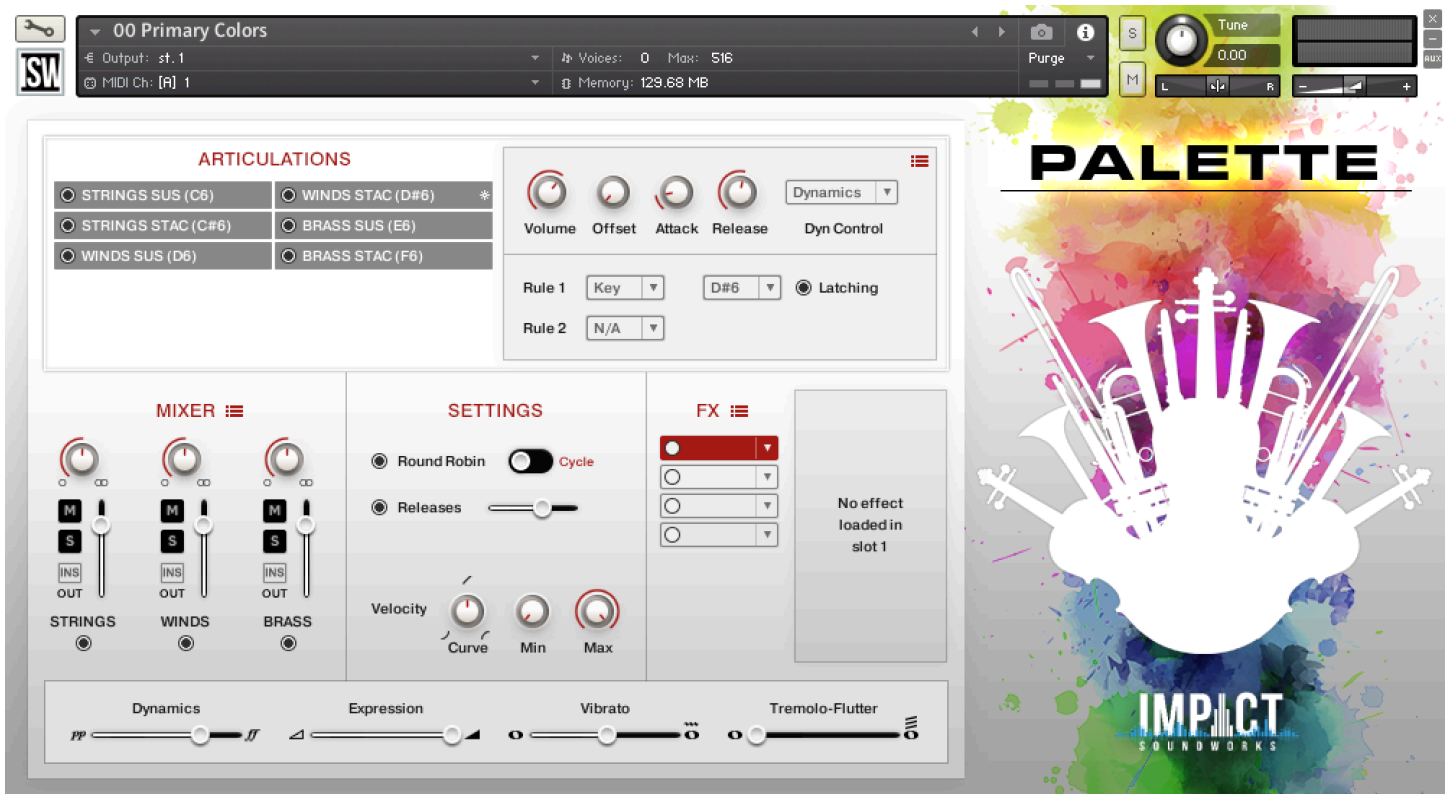 00 Primary Colors
Output: st. 1
Voices: 0 Max: 516
Purge
MIDI Ch: [A] 1
Memory: 129.68 MB
S
M
Tune
0.00
L R
- +
×
-
AUX
ISW
ARTICULATIONS
STRINGS SUS (C6)
WINDS STAC (D#6) *
STRINGS STAC (C#6)
BRASS SUS (E6)
WINDS SUS (D6)
BRASS STAC (F6)
Volume Offset Attack Release
Dynamics
Dyn Control
Rule 1 Key D#6 Latching
Rule 2 N/A
MIXER
M M M
S S S
INS INS INS
OUT OUT OUT
STRINGS WINDS BRASS
SETTINGS
Round Robin Cycle
Releases
Velocity
Curve Min Max
FX
No effect
loaded in
slot 1
Dynamics Expression Vibrato Tremolo-Flutter
pp ff
PALETTE
IMPACT
SOUNDWORKS